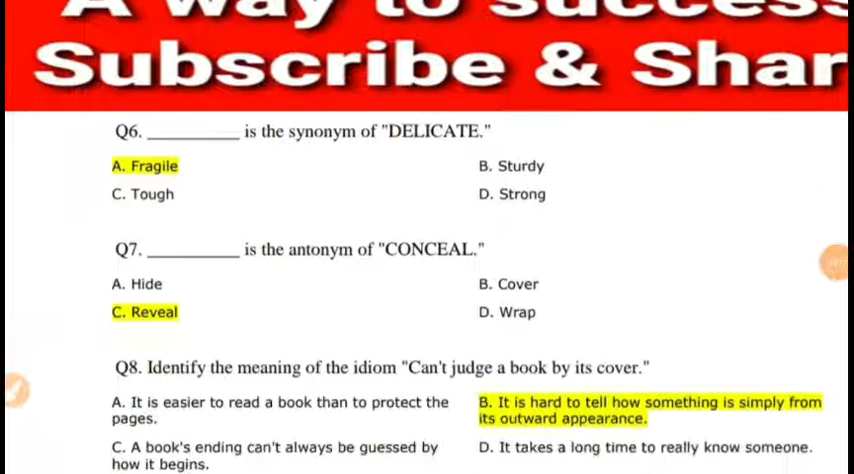 A way to success
Subscribe & Shar
Q6. __________ is the synonym of "DELICATE."
A. Fragile
B. Sturdy
C. Tough
D. Strong
Q7. __________ is the antonym of "CONCEAL."
A. Hide
B. Cover
C. Reveal
D. Wrap
Q8. Identify the meaning of the idiom "Can't judge a book by its cover."
A. It is easier to read a book than to protect the
pages.
B. It is hard to tell how something is simply from
its outward appearance.
C. A book's ending can't always be guessed by
how it begins.
D. It takes a long time to really know someone.